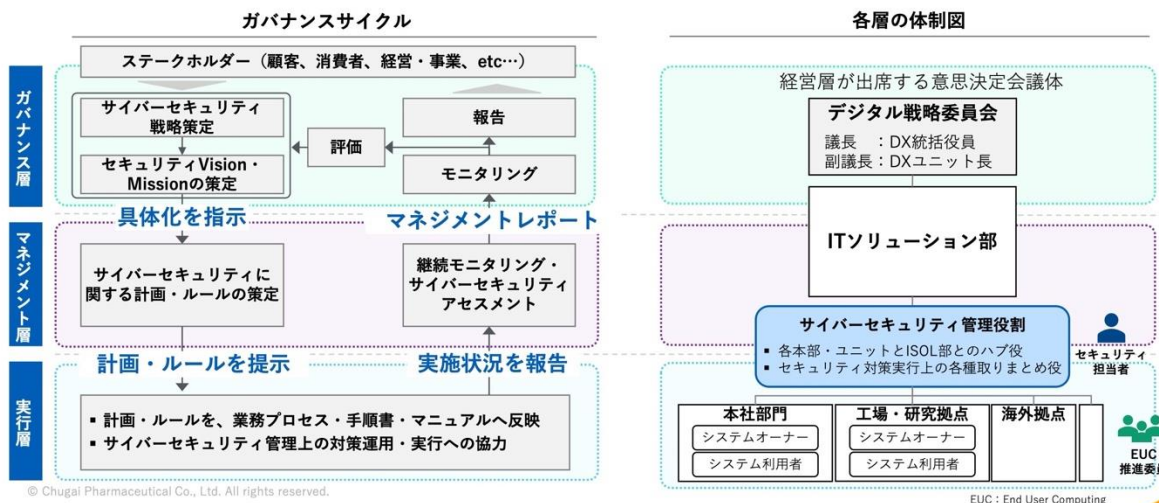 ガバナンスサイクル
ステークホルダー（顧客、消費者、経営・事業、etc…）
ガバナンス層
サイバーセキュリティ
戦略策定
セキュリティVision・
Missionの策定
評価
報告
モニタリング
具体化を指示
マネジメントレポート
マネジメント層
サイバーセキュリティに
関する計画・ルールの策定
継続モニタリング・
サイバーセキュリティ
アセスメント
計画・ルールを提示
実施状況を報告
実行層
▪ 計画・ルールを、業務プロセス・手順書・マニュアルへ反映
▪ サイバーセキュリティ管理上の対策運用・実行への協力
© Chugai Pharmaceutical Co., Ltd. All rights reserved.
各層の体制図
経営層が出席する意思決定会議体
デジタル戦略委員会
議長　：DX統括役員
副議長：DXユニット長
ITソリューション部
サイバーセキュリティ管理役割
▪ 各本部・ユニットとISOL部とのハブ役
▪ セキュリティ対策実行上の各種取りまとめ役
セキュリティ
担当者
本社部門
システムオーナー
システム利用者
工場・研究拠点
システムオーナー
システム利用者
海外拠点
EUC
推進委員
EUC：End User Computing